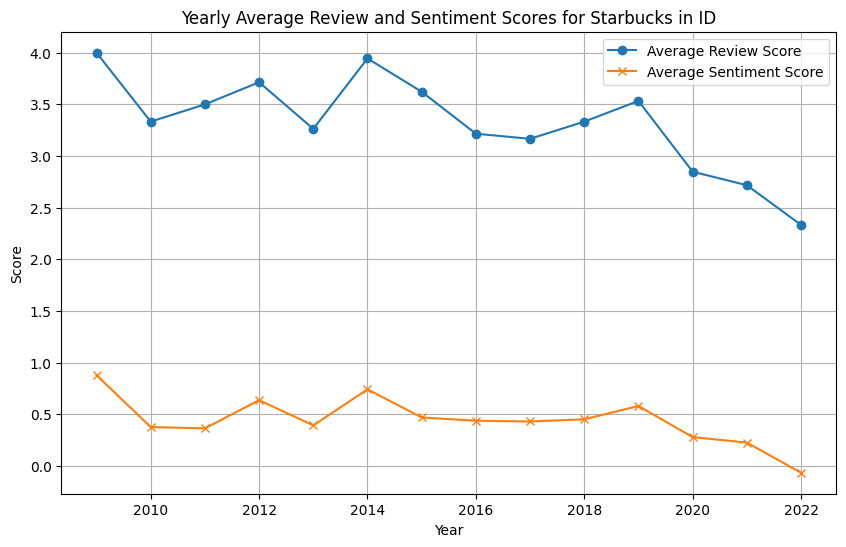 Yearly Average Review and Sentiment Scores for Starbucks in ID
Average Review Score
Average Sentiment Score
4.0
3.5
3.0
2.5
2.0
1.5
1.0
0.5
0.0
Score
2010 2012 2014 2016 2018 2020 2022
Year